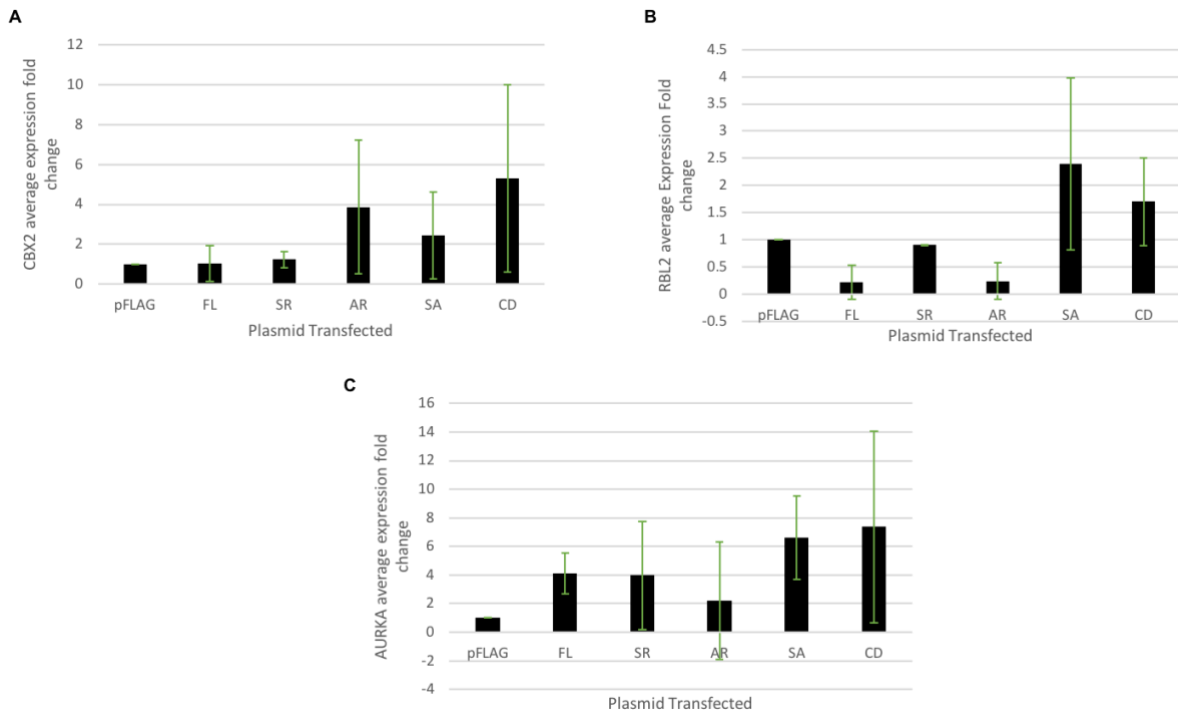 A
CBX2 average expression fold
change
12
10
8
6
4
2
0
pFLAG FL SR AR SA CD
Plasmid Transfected
B
RBL2 average Expression Fold
change
4.5
4
3.5
3
2.5
2
1.5
1
0.5
0
-0.5
pFLAG FL SR AR SA CD
Plasmid Transfected
C
AURKA average expression fold
change
16
14
12
10
8
6
4
2
0
-2
-4
pFLAG FL SR AR SA CD
Plasmid Transfected